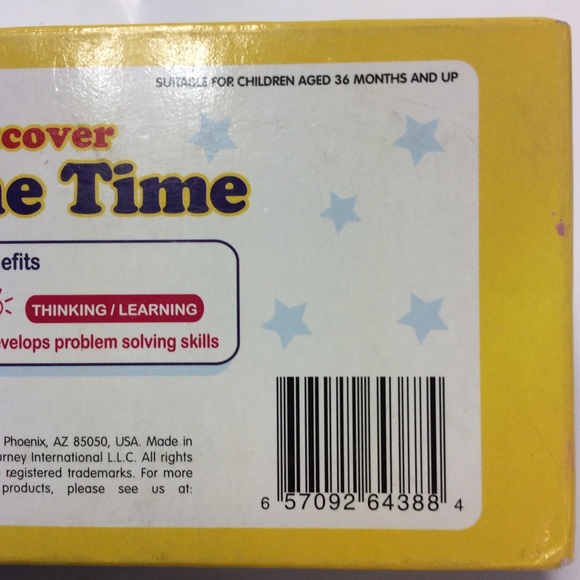 SUITABLE FOR CHILDREN AGED 36 MONTHS AND UP
cover
e Time
efits
THINKING / LEARNING
velops problem solving skills
Phoenix, AZ 85050, USA. Made in
urney International L.L.C. All rights
registered trademarks. For more
products, please see us at:
6 57092 64388 4